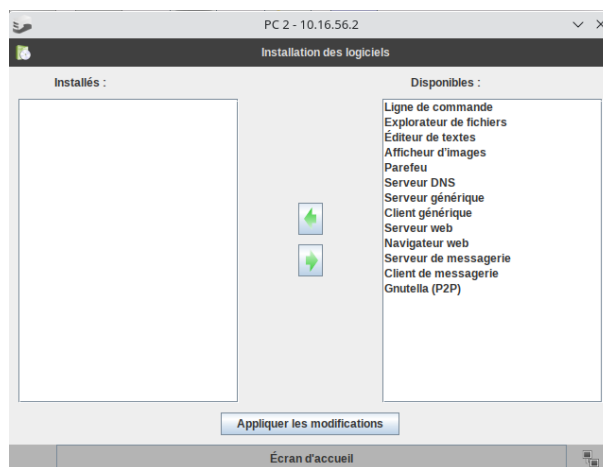 PC 2 - 10.16.56.2
Installation des logiciels
Installés :
Disponibles :
Ligne de commande
Explorateur de fichiers
Éditeur de textes
Afficheur d'images
Parefeu
Serveur DNS
Serveur générique
Client générique
Serveur web
Navigateur web
Serveur de messagerie
Client de messagerie
Gnutella (P2P)
Appliquer les modifications
Écran d'accueil